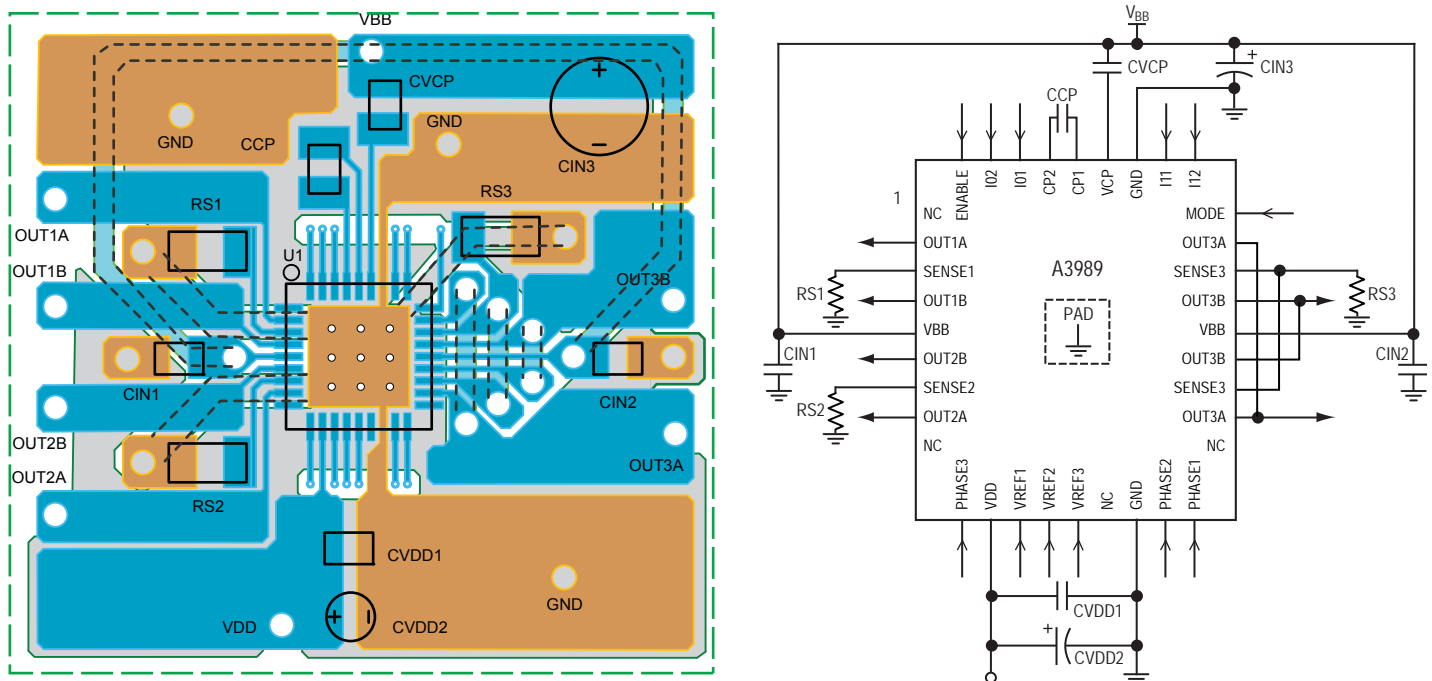 VBB
CVCP
GND
GND
CCP
CIN3
RS1
RS3
OUT1A
U1
OUT1B
OUT3B
CIN1
CIN2
OUT2B
OUT2A
OUT3A
RS2
CVDD1
GND
VDD
CVDD2
+
–
+
–
VBB
CVCP
+
CIN3
CCP
ENABLE
I02
I01
CP2
CP1
VCP
GND
I11
I12
1
NC
MODE
OUT1A
OUT3A
SENSE1
A3989
SENSE3
RS1
OUT1B
OUT3B
RS3
PAD
VBB
VBB
CIN1
OUT2B
OUT3B
CIN2
SENSE2
SENSE3
RS2
OUT2A
OUT3A
NC
NC
PHASE3
VDD
VREF1
VREF2
VREF3
NC
GND
PHASE2
PHASE1
CVDD1
+
CVDD2